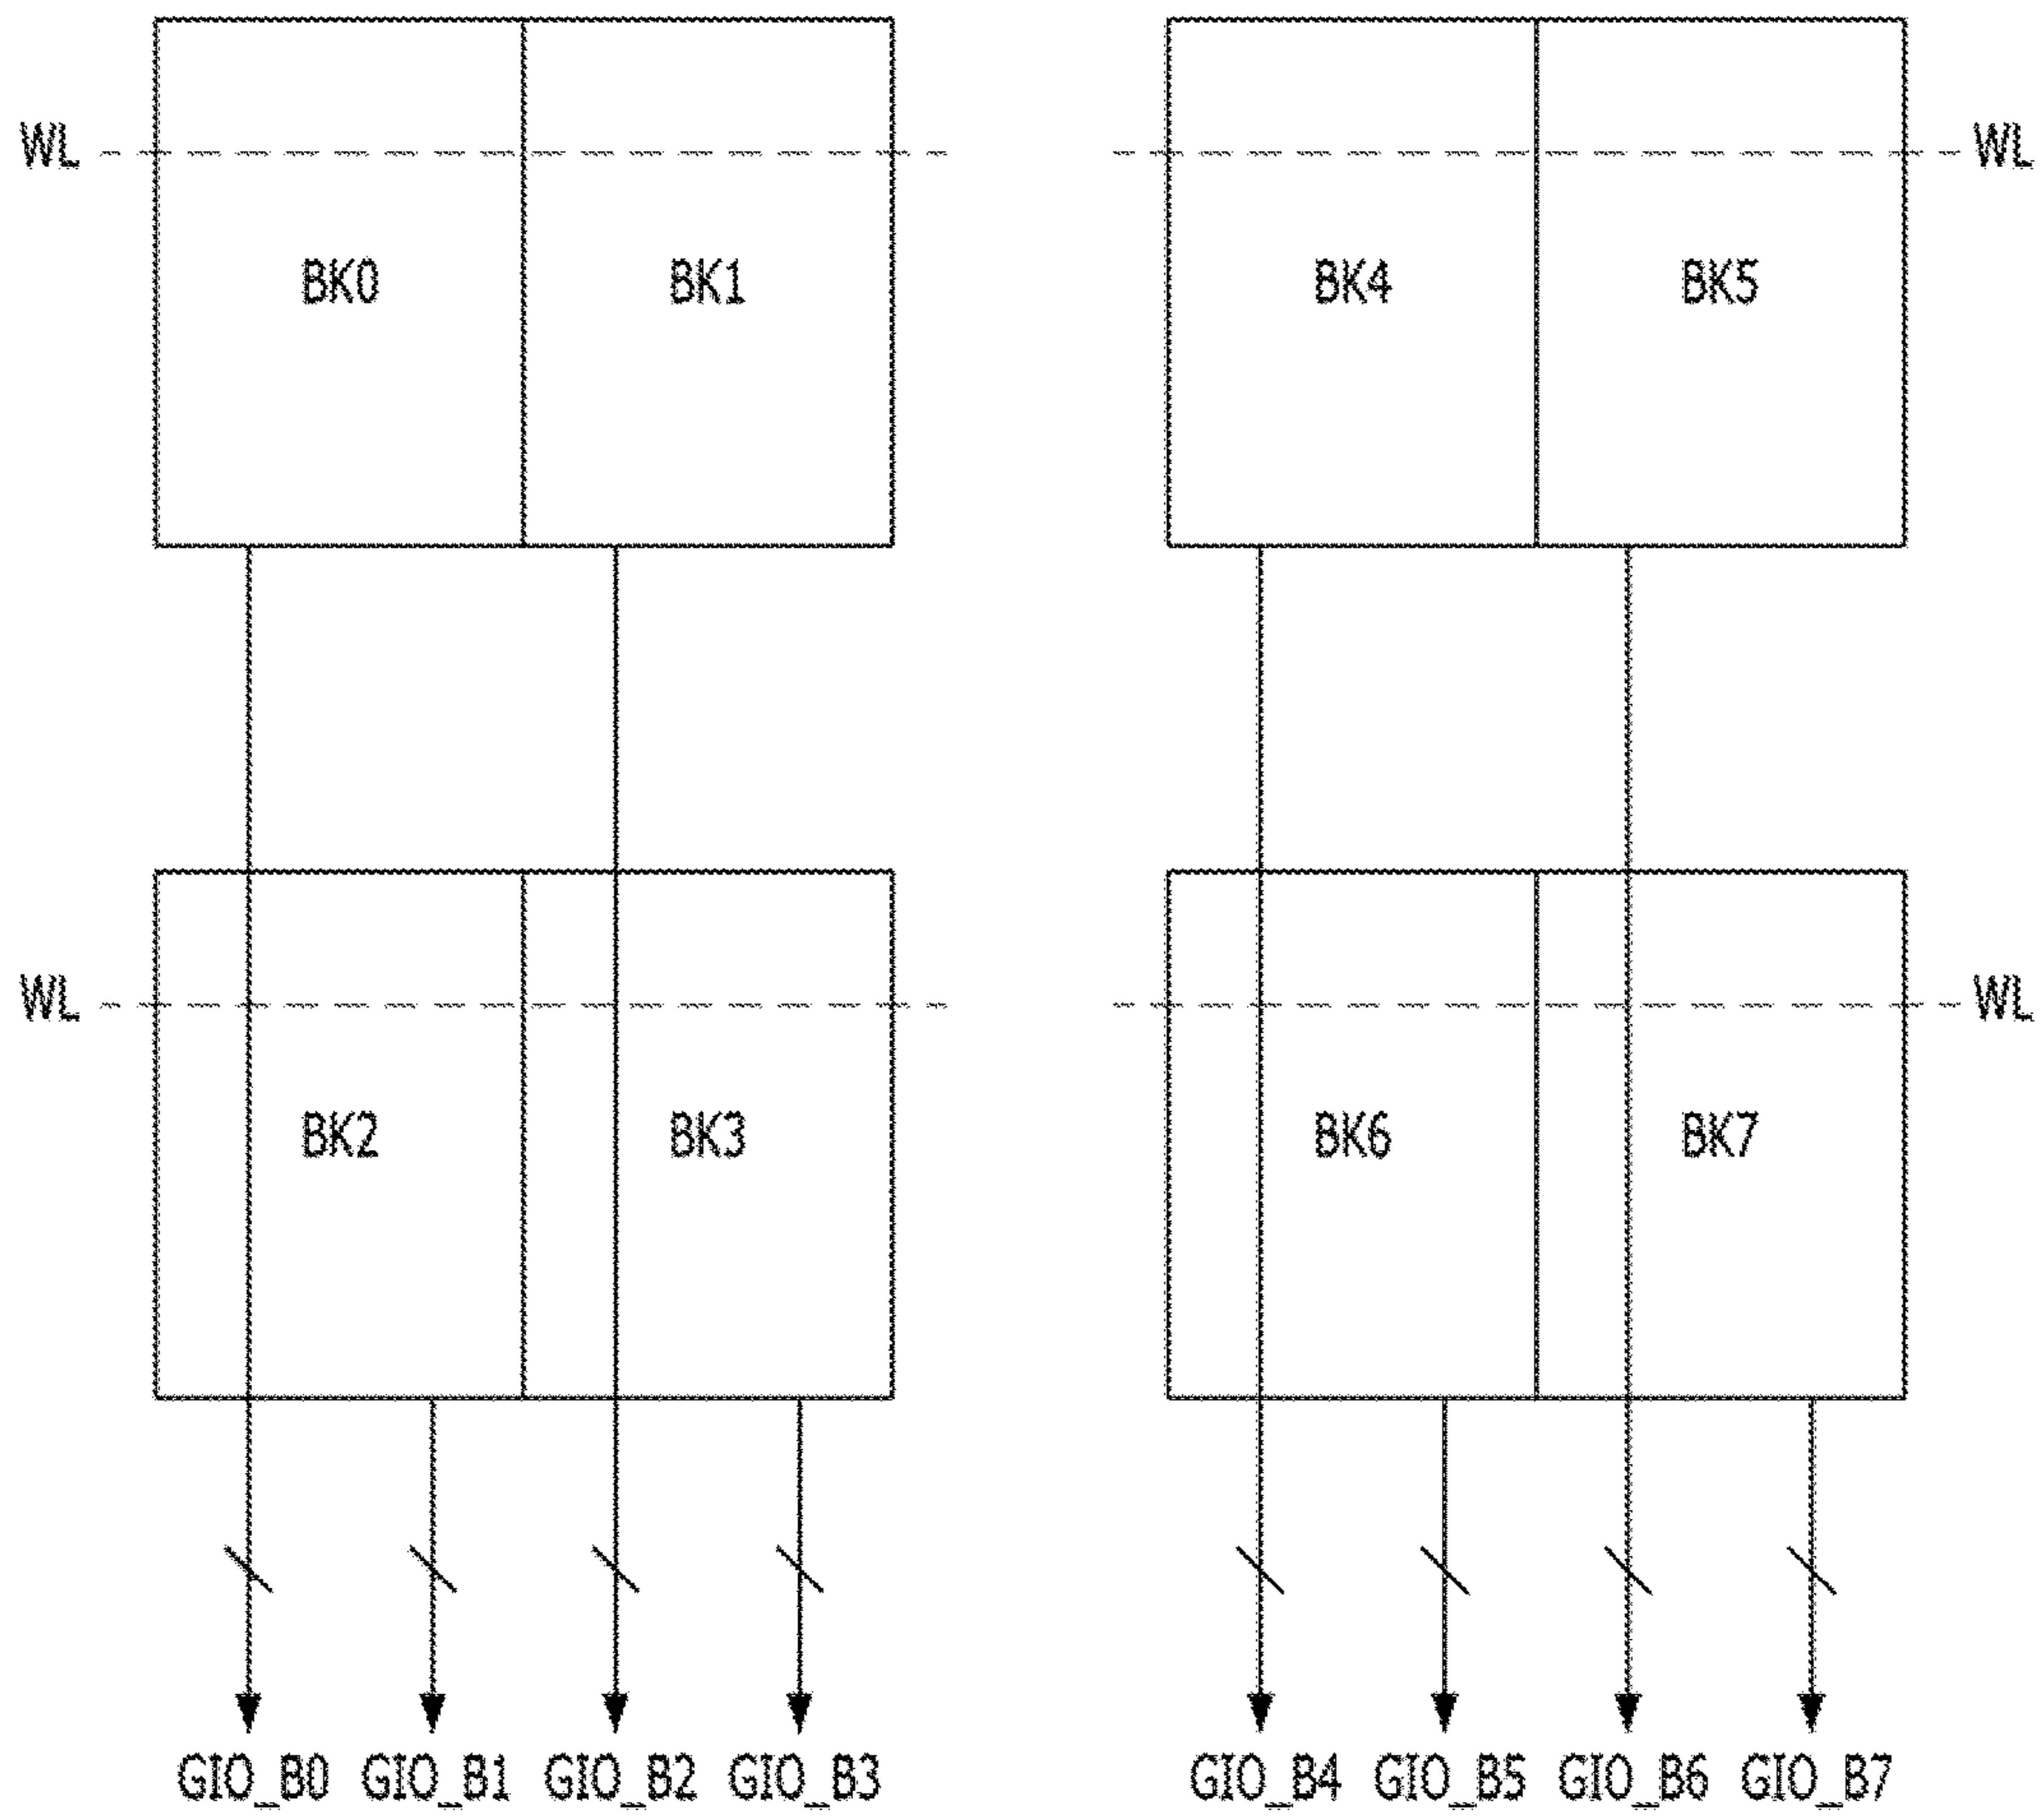 WL WL
BK0 BK1 BK4 BK5
WL WL
BK2 BK3 BK6 BK7
GIO_B0 GIO_B1 GIO_B2 GIO_B3 GIO_B4 GIO_B5 GIO_B6 GIO_B7